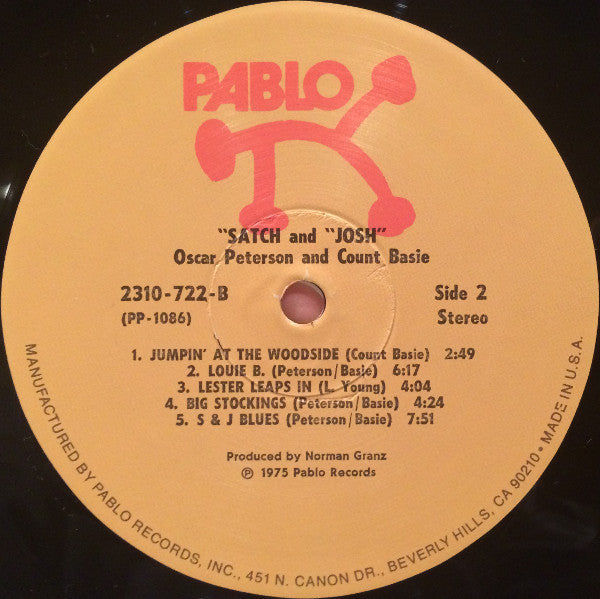 PABLO
"SATCH and "JOSH"
Oscar Peterson and Count Basie
2310-722-B
Side 2
(PP-1086)
Stereo
1. JUMPIN' AT THE WOODSIDE (Count Basie) 2:49
2. LOUIE B. (Peterson/Basie) 6:17
3. LESTER LEAPS IN (L. Young) 4:04
4. BIG STOCKINGS (Peterson/Basie) 4:24
5. S & J BLUES (Peterson/Basie) 7:51
Produced by Norman Granz
℗ 1975 Pablo Records
MANUFACTURED BY PABLO RECORDS, INC., 451 N. CANON DR., BEVERLY HILLS, CA 90210 • MADE IN U.S.A.